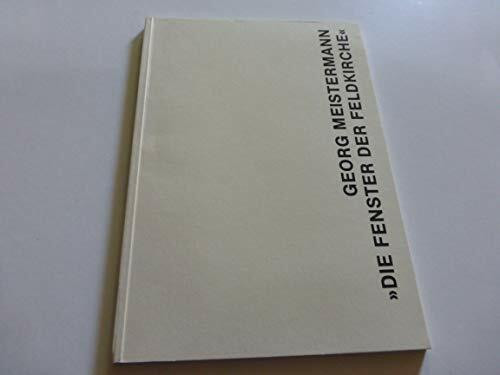 GEORG MEISTERMANN
»DIE FENSTER DER FELDKIRCHE«